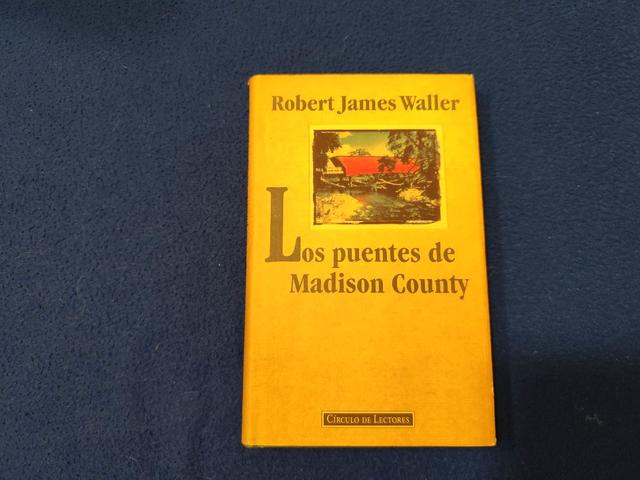 Robert James Waller
Los puentes de
Madison County
CÍRCULO DE LECTORES